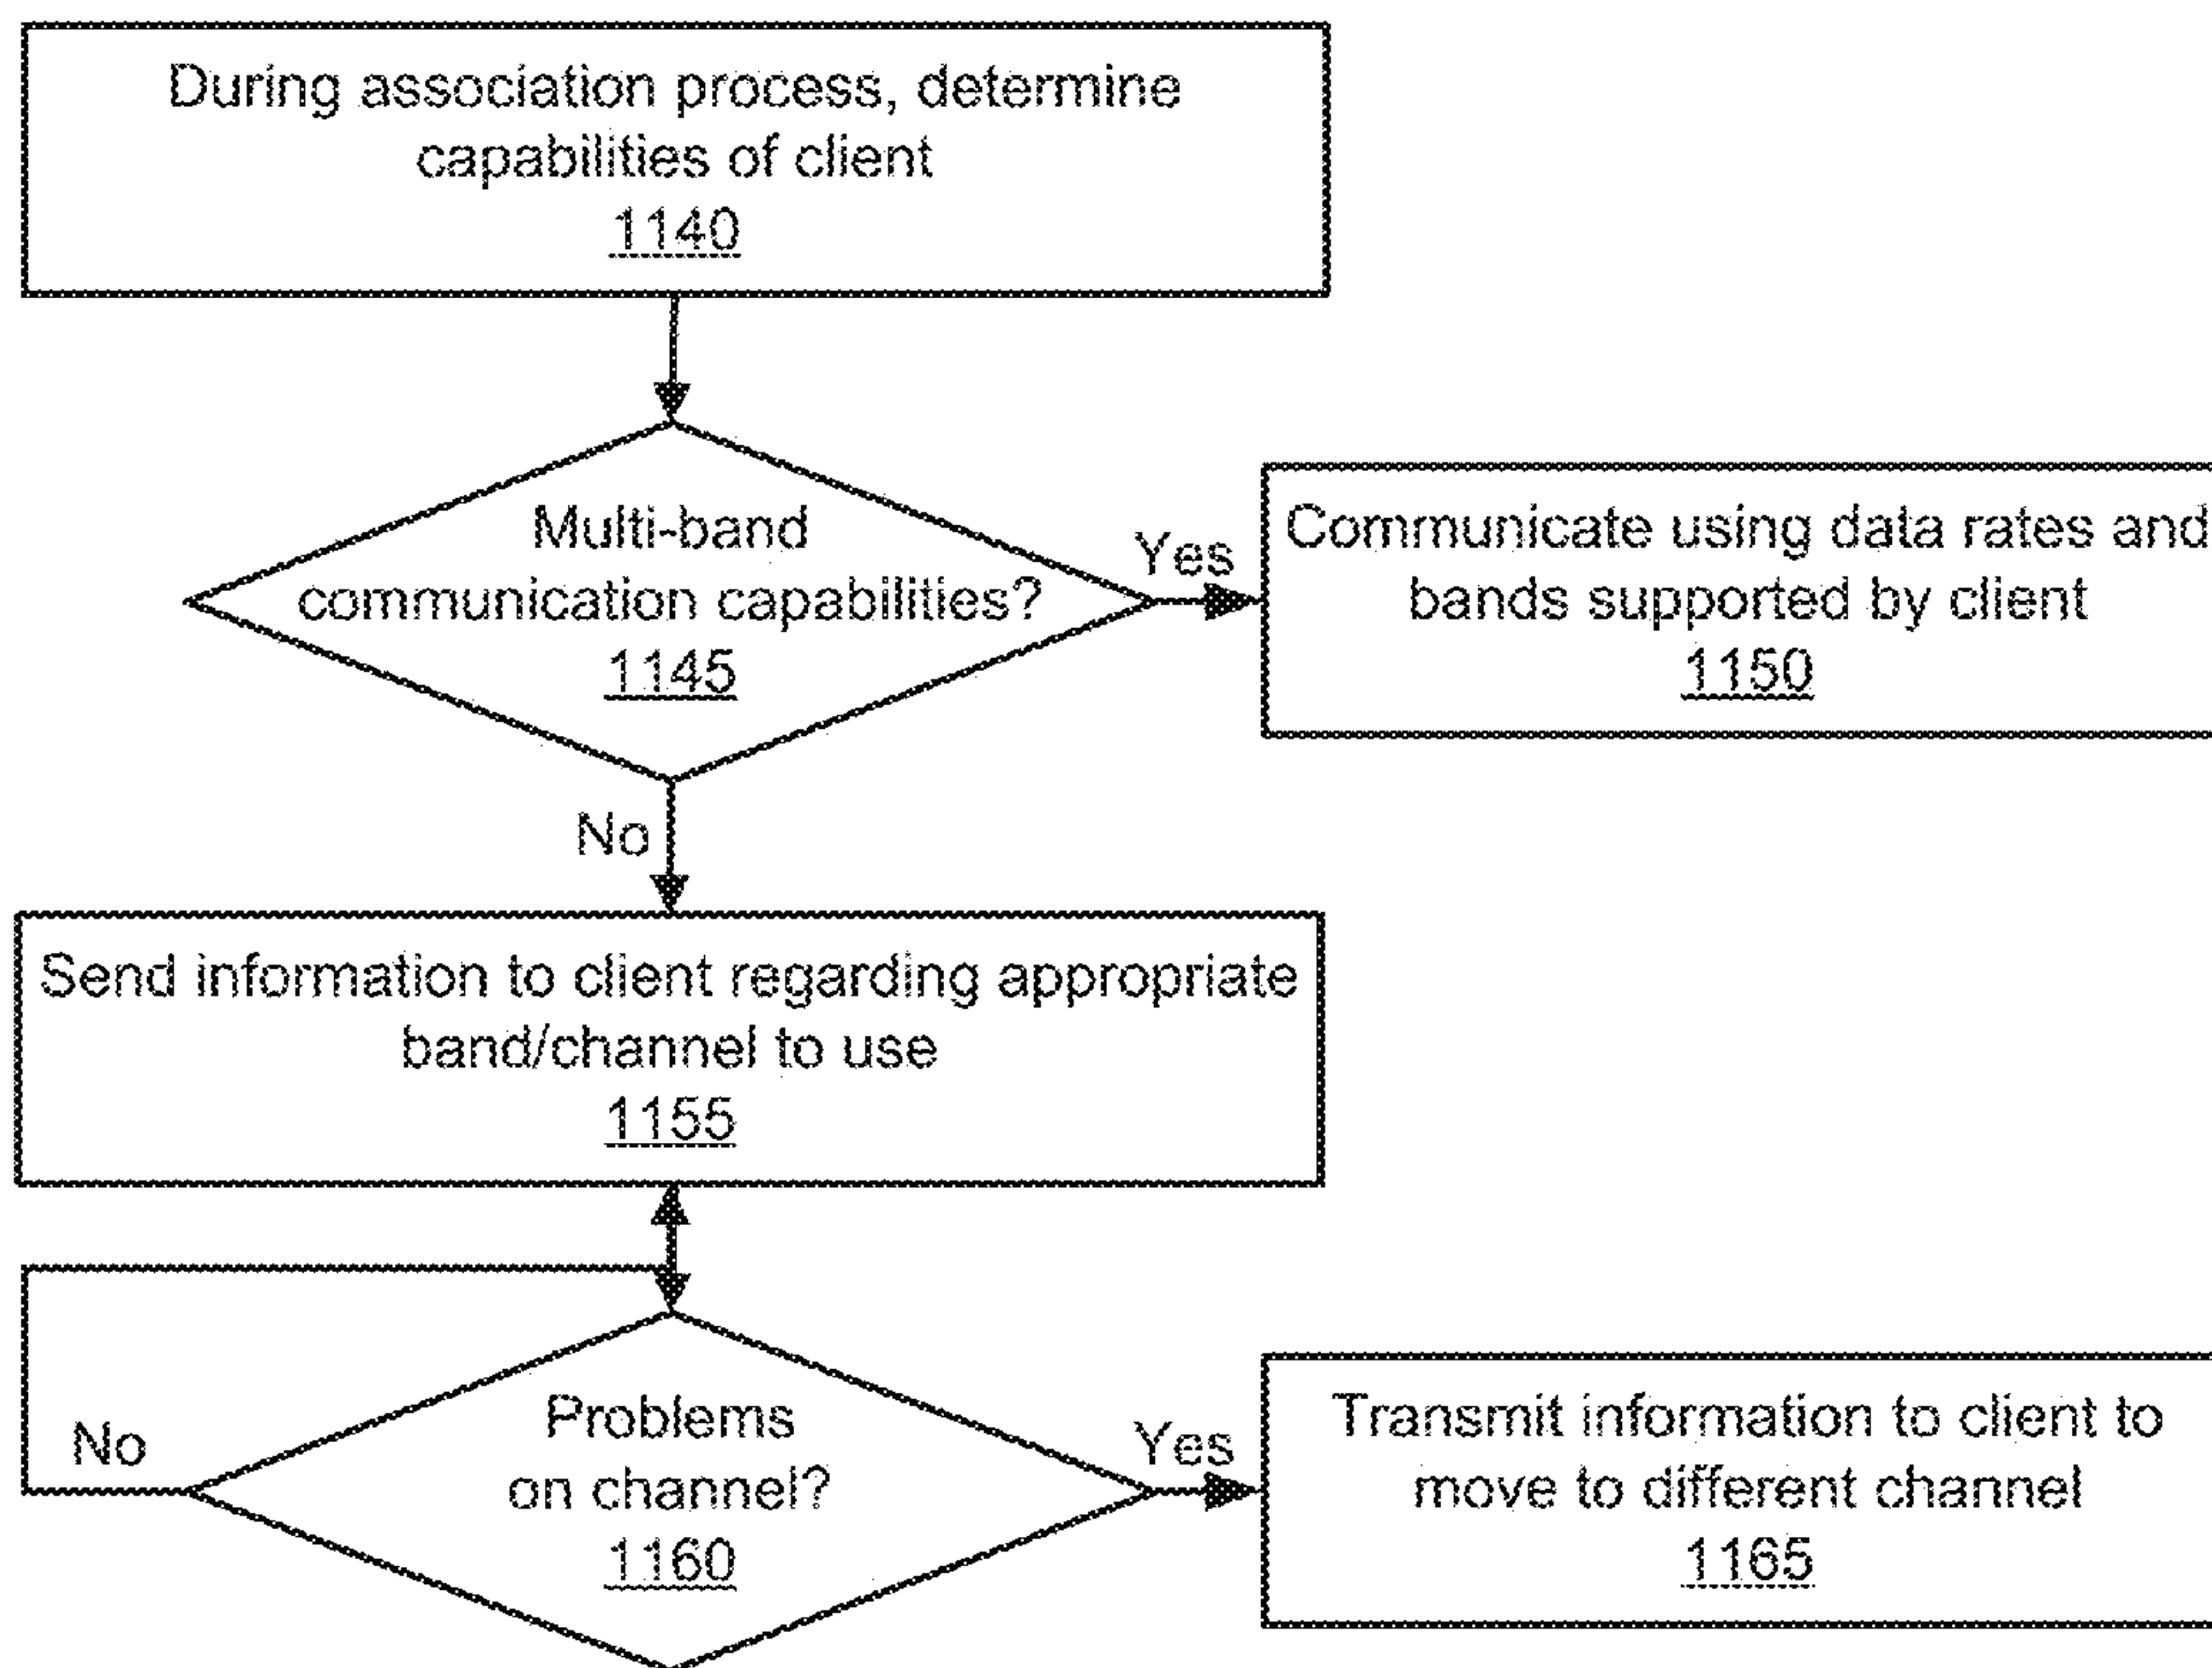 During association process, determine
capabilities of client
1140
Multi-band
communication capabilities?
1145
Yes
Communicate using data rates and
bands supported by client
1150
No
Send information to client regarding appropriate
band/channel to use
1155
Problems
on channel?
1160
No
Yes
Transmit information to client to
move to different channel
1165